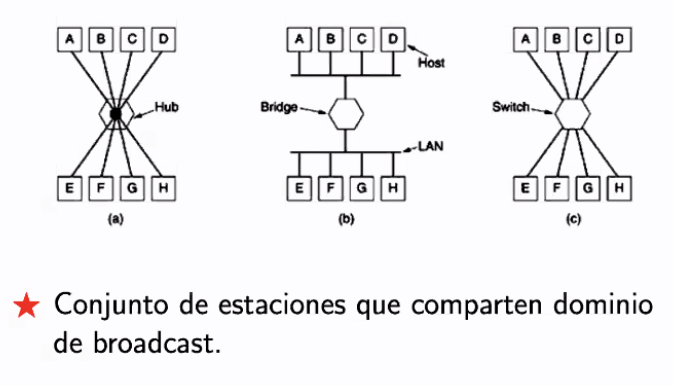 A B C D
Hub
E F G H
(a)
A B C D
Host
Bridge
LAN
E F G H
(b)
A B C D
Switch
E F G H
(c)
Conjunto de estaciones que comparten dominio
de broadcast.